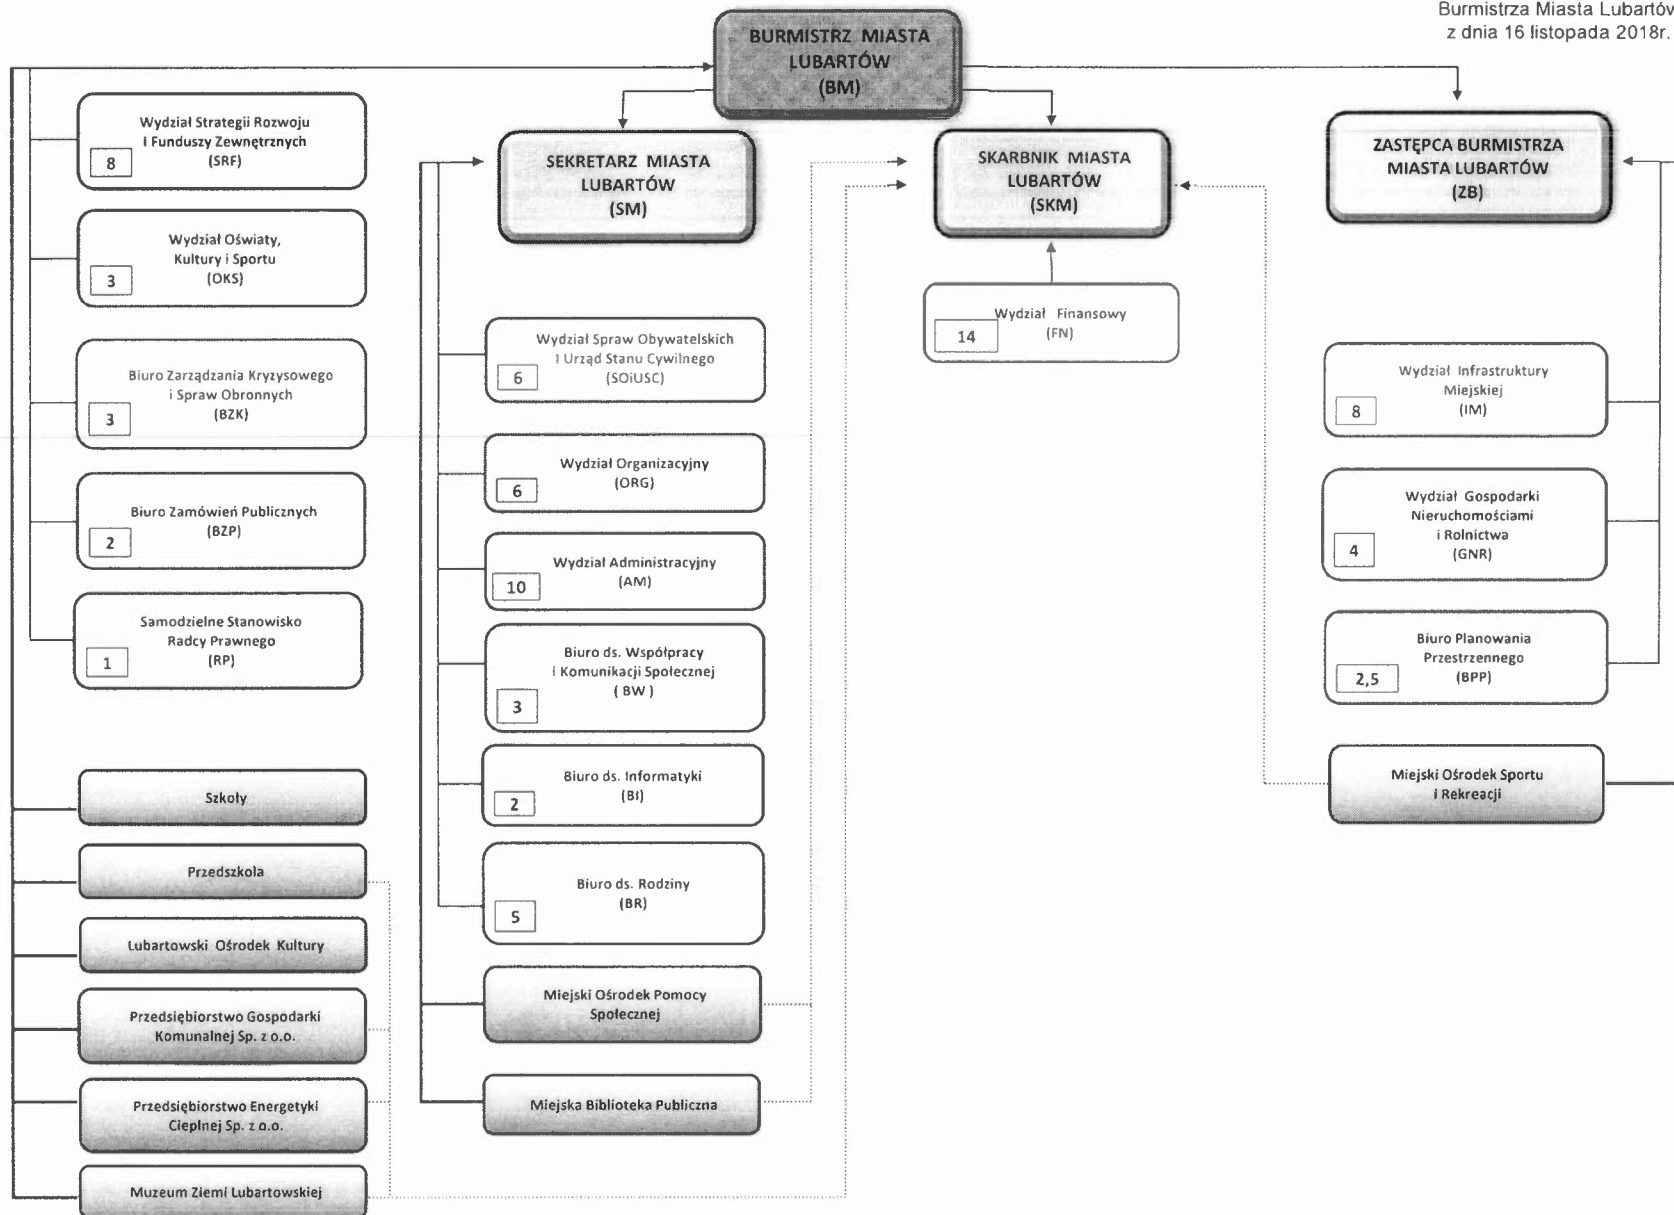 Burmistrza Miasta Lubartów
z dnia 16 listopada 2018r.
BURMISTRZ MIASTA
LUBARTÓW
(BM)
Wydział Strategii Rozwoju
i Funduszy Zewnętrznych
(SRF)
8
Wydział Oświaty,
Kultury i Sportu
(OKS)
3
Biuro Zarządzania Kryzysowego
i Spraw Obronnych
(BZK)
3
Biuro Zamówień Publicznych
(BZP)
2
Samodzielne Stanowisko
Radcy Prawnego
(RP)
1
Szkoły
Przedszkola
Lubartowski Ośrodek Kultury
Przedsiębiorstwo Gospodarki
Komunalnej Sp. z o.o.
Przedsiębiorstwo Energetyki
Cieplnej Sp. z o.o.
Muzeum Ziemi Lubartowskiej
SEKRETARZ MIASTA
LUBARTÓW
(SM)
Wydział Spraw Obywatelskich
i Urząd Stanu Cywilnego
(SOiUSC)
6
Wydział Organizacyjny
(ORG)
6
Wydział Administracyjny
(AM)
10
Biuro ds. Współpracy
i Komunikacji Społecznej
( BW )
3
Biuro ds. Informatyki
(BI)
2
Biuro ds. Rodziny
(BR)
5
Miejski Ośrodek Pomocy
Społecznej
Miejska Biblioteka Publiczna
SKARBNIK MIASTA
LUBARTÓW
(SKM)
Wydział Finansowy
(FN)
14
ZASTĘPCA BURMISTRZA
MIASTA LUBARTÓW
(ZB)
Wydział Infrastruktury
Miejskiej
(IM)
8
Wydział Gospodarki
Nieruchomościami
i Rolnictwa
(GNR)
4
Biuro Planowania
Przestrzennego
(BPP)
2,5
Miejski Ośrodek Sportu
i Rekreacji